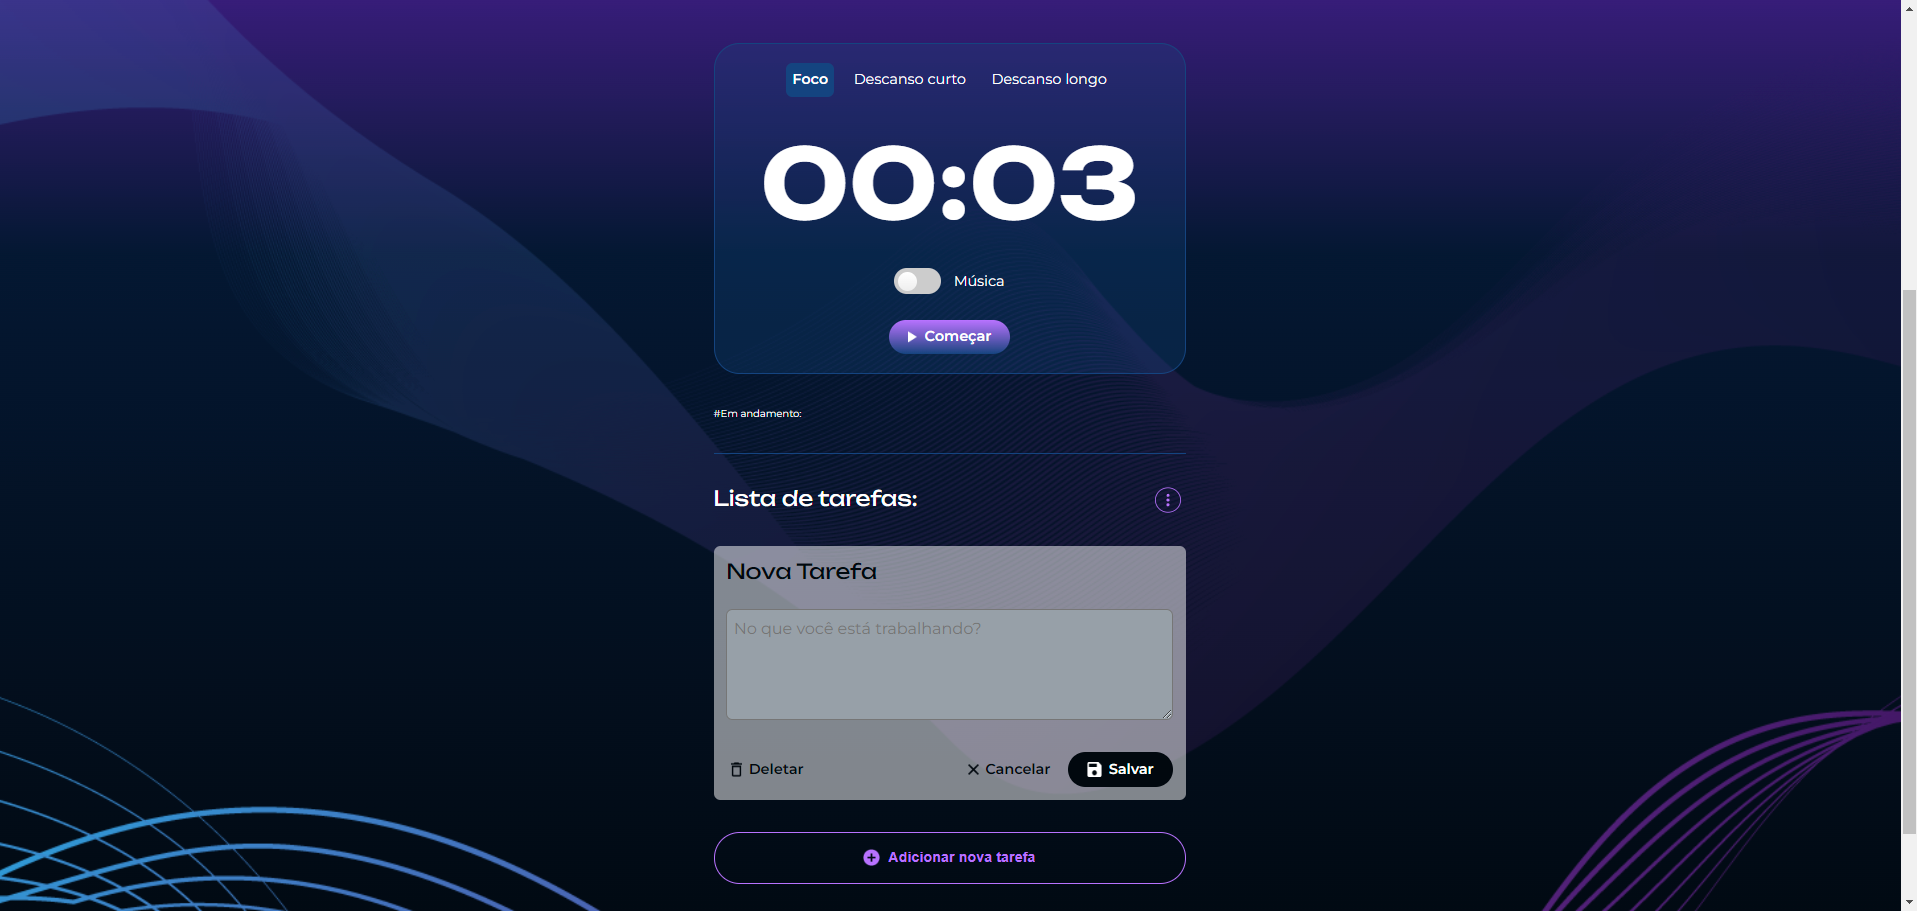 Foco Descanso curto Descanso longo
00:03
Música
Começar
#Em andamento:
Lista de tarefas:
Nova Tarefa
No que você está trabalhando?
Deletar Cancelar Salvar
Adicionar nova tarefa